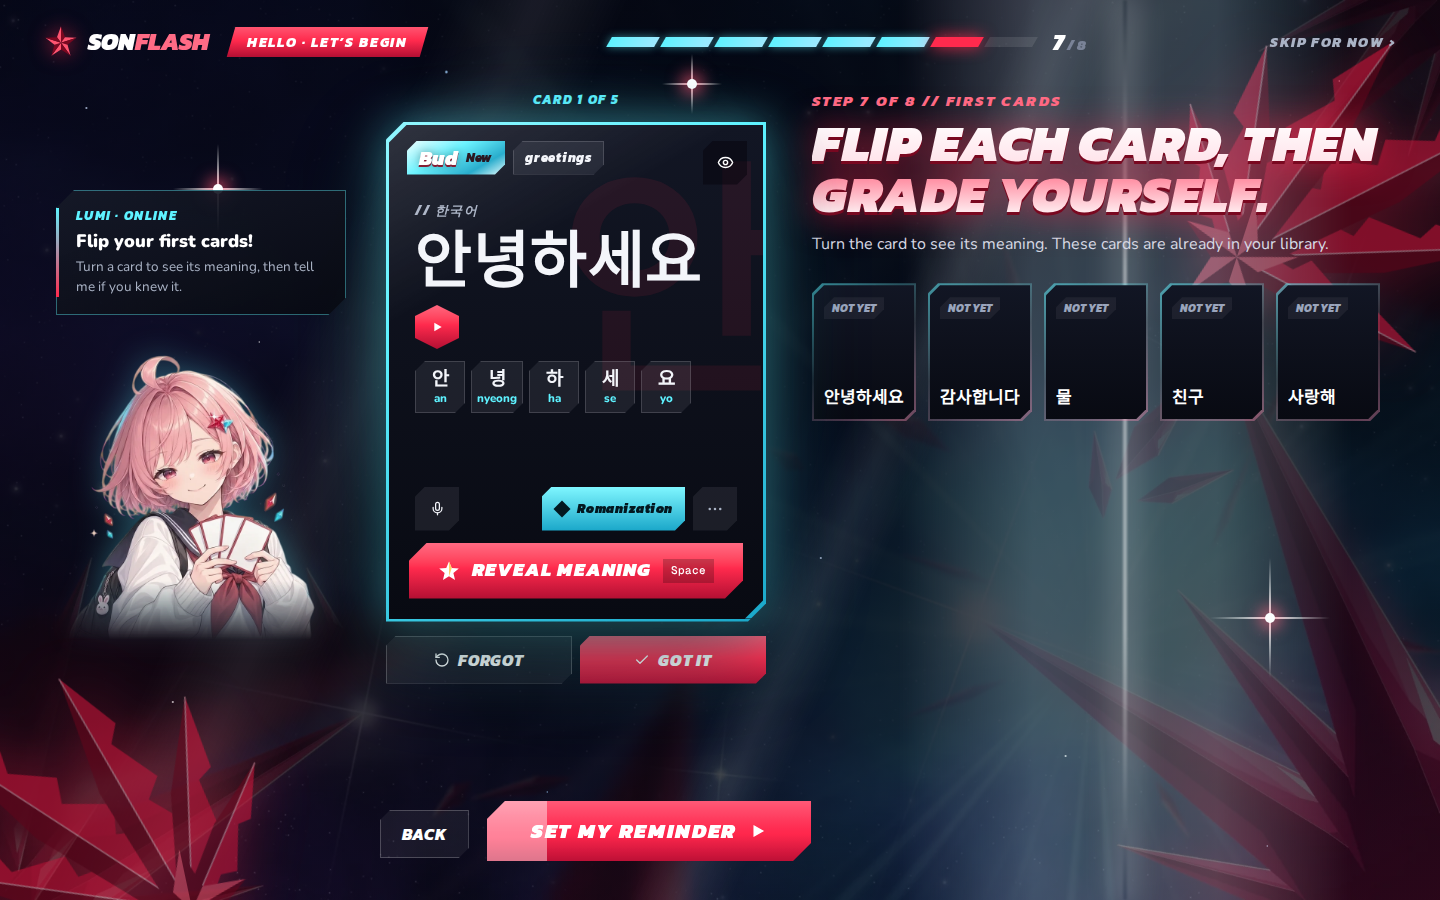 SONFLASH
HELLO · LET'S BEGIN
7 / 8
SKIP FOR NOW >
LUMI · ONLINE
Flip your first cards!
Turn a card to see its meaning, then tell
me if you knew it.
CARD 1 OF 5
Bud New
greetings
// 한국어
안녕하세요
안 녕 하 세 요
an nyeong ha se yo
Romanization
REVEAL MEANING Space
FORGOT
GOT IT
STEP 7 OF 8 // FIRST CARDS
FLIP EACH CARD, THEN
GRADE YOURSELF.
Turn the card to see its meaning. These cards are already in your library.
NOT YET NOT YET NOT YET NOT YET NOT YET
안녕하세요 감사합니다 물 친구 사랑해
BACK
SET MY REMINDER